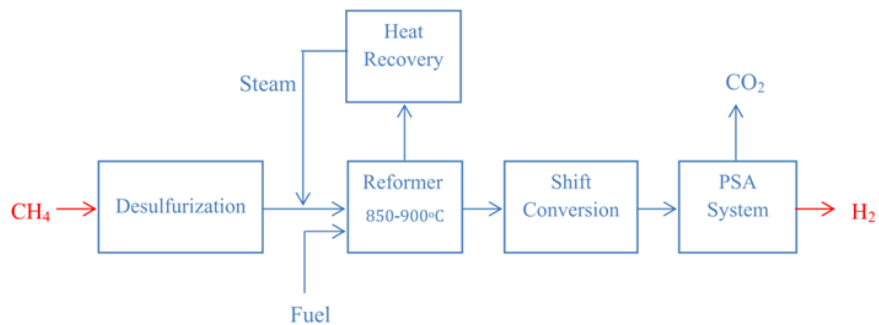 Heat
Recovery
Steam
CO₂
CH₄
Desulfurization
Reformer
850-900ᵒC
Shift
Conversion
PSA
System
H₂
Fuel